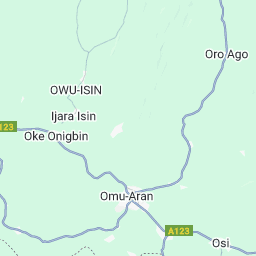 Oro Ago
OWU-ISIN
Ijara Isin
A123
Oke Onigbin
Omu-Aran
A123
Osi